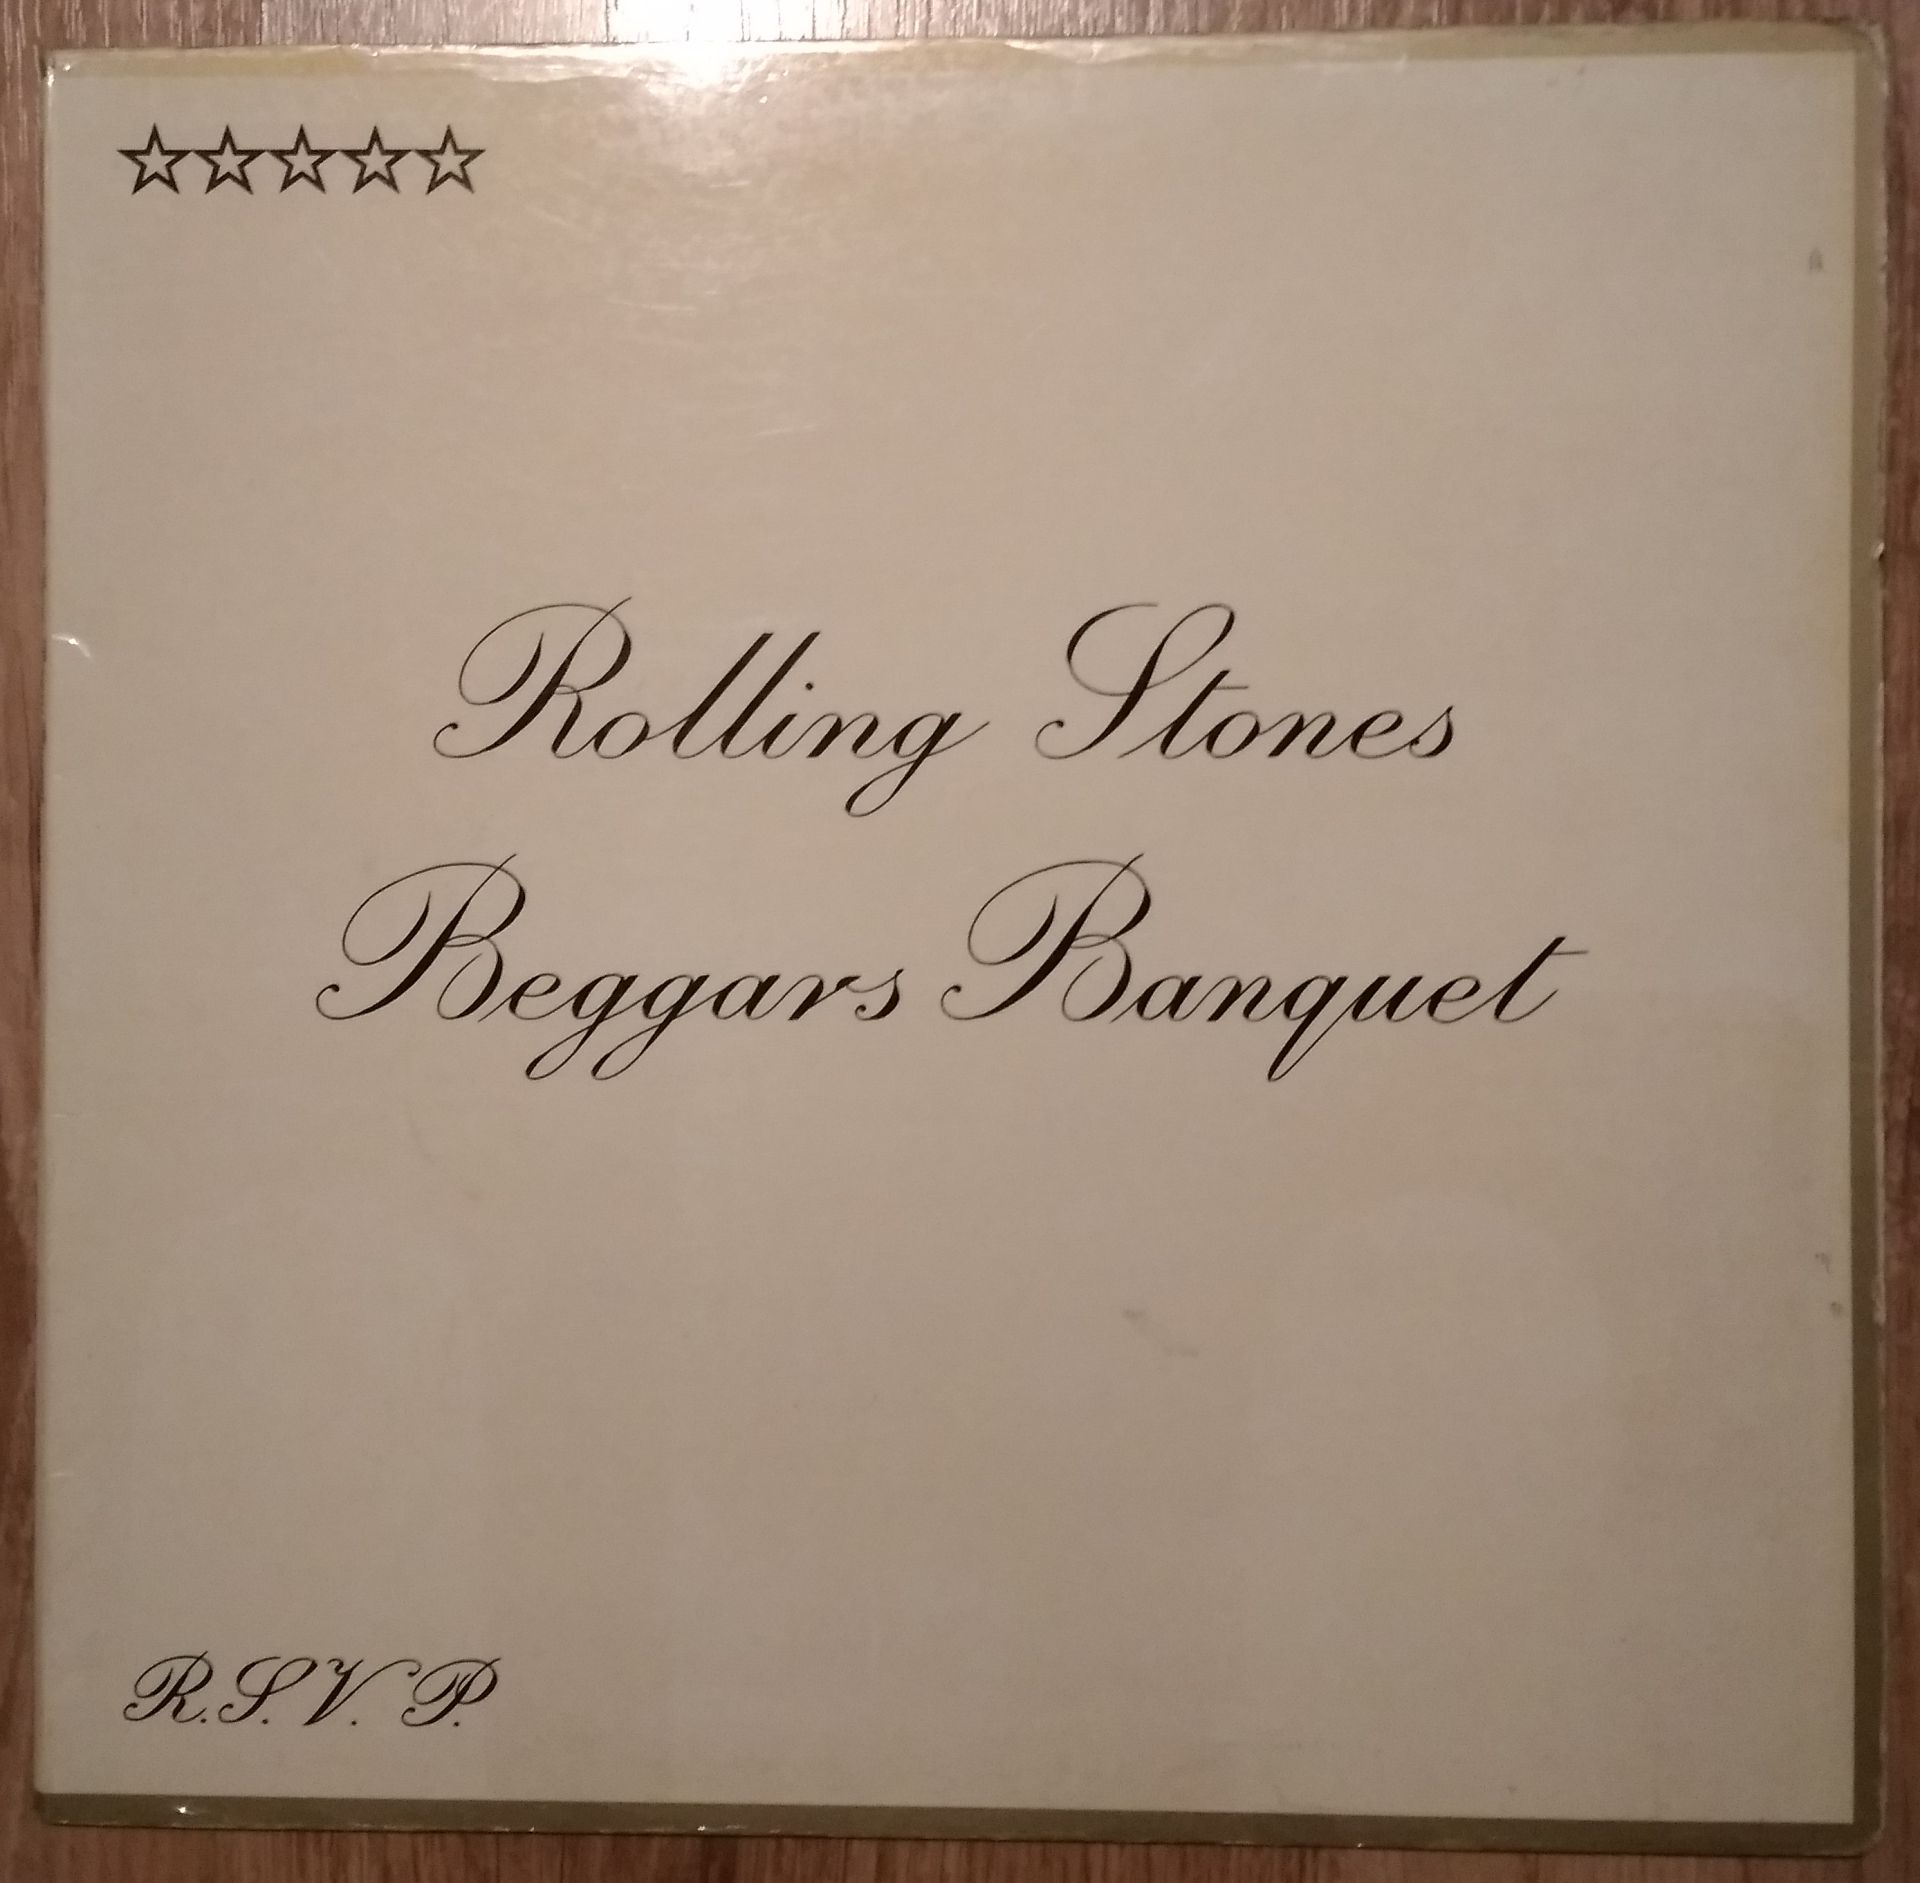 Rolling Stones
Beggars Banquet
R.S.V.P.